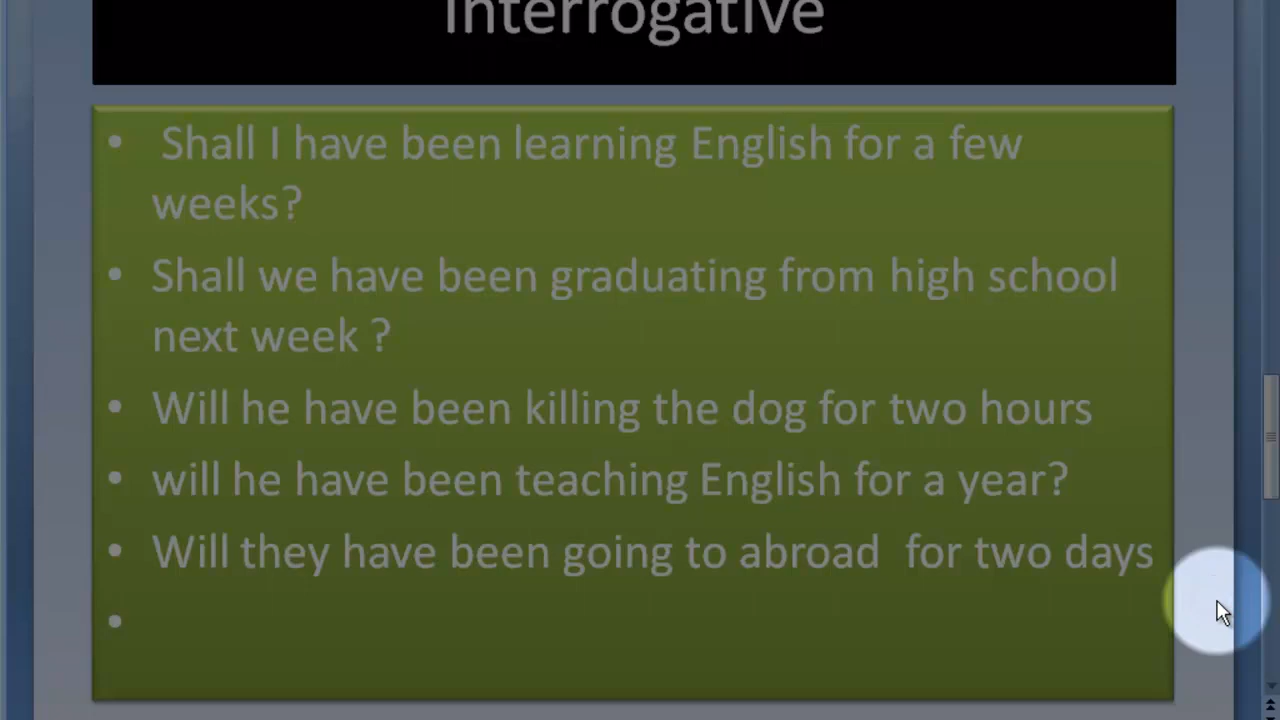 Interrogative
• Shall I have been learning English for a few
weeks?
• Shall we have been graduating from high school
next week ?
• Will he have been killing the dog for two hours
• will he have been teaching English for a year?
• Will they have been going to abroad  for two days
•